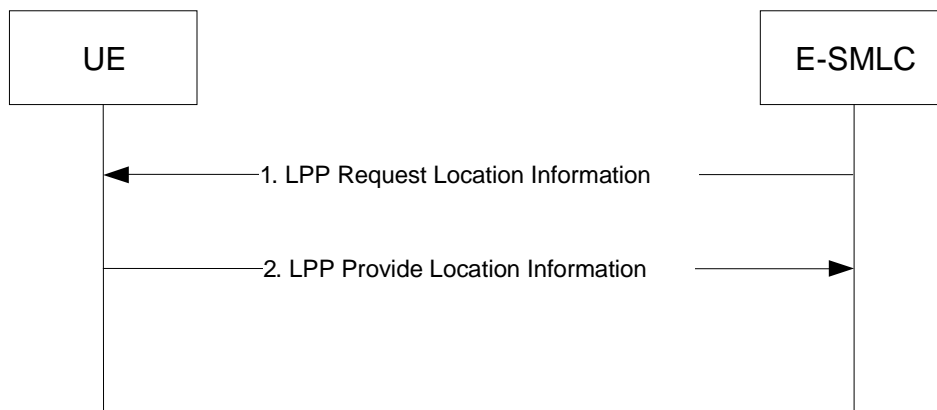 UE
E-SMLC
1. LPP Request Location Information
2. LPP Provide Location Information